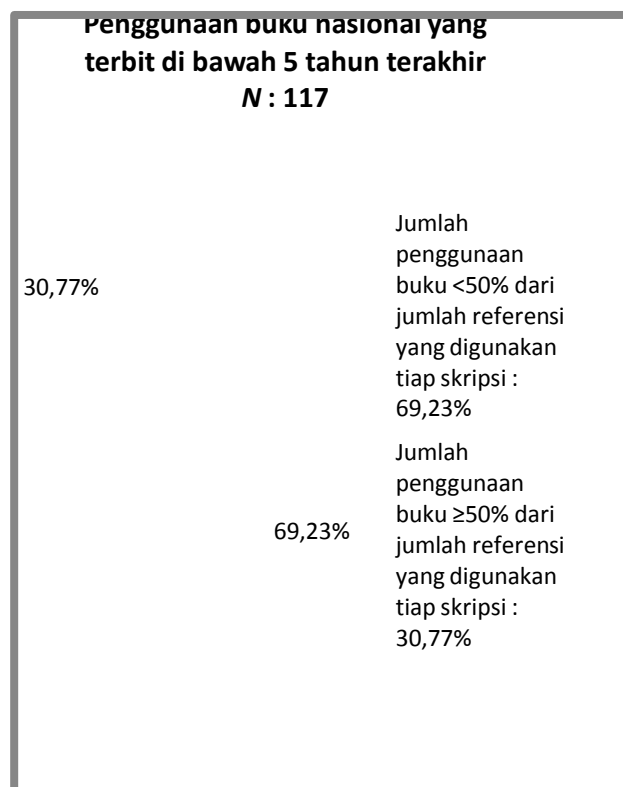 Penggunaan buku nasional yang
terbit di bawah 5 tahun terakhir
N : 117
30,77%
69,23%
Jumlah
penggunaan
buku <50% dari
jumlah referensi
yang digunakan
tiap skripsi :
69,23%
Jumlah
penggunaan
buku ≥50% dari
jumlah referensi
yang digunakan
tiap skripsi :
30,77%